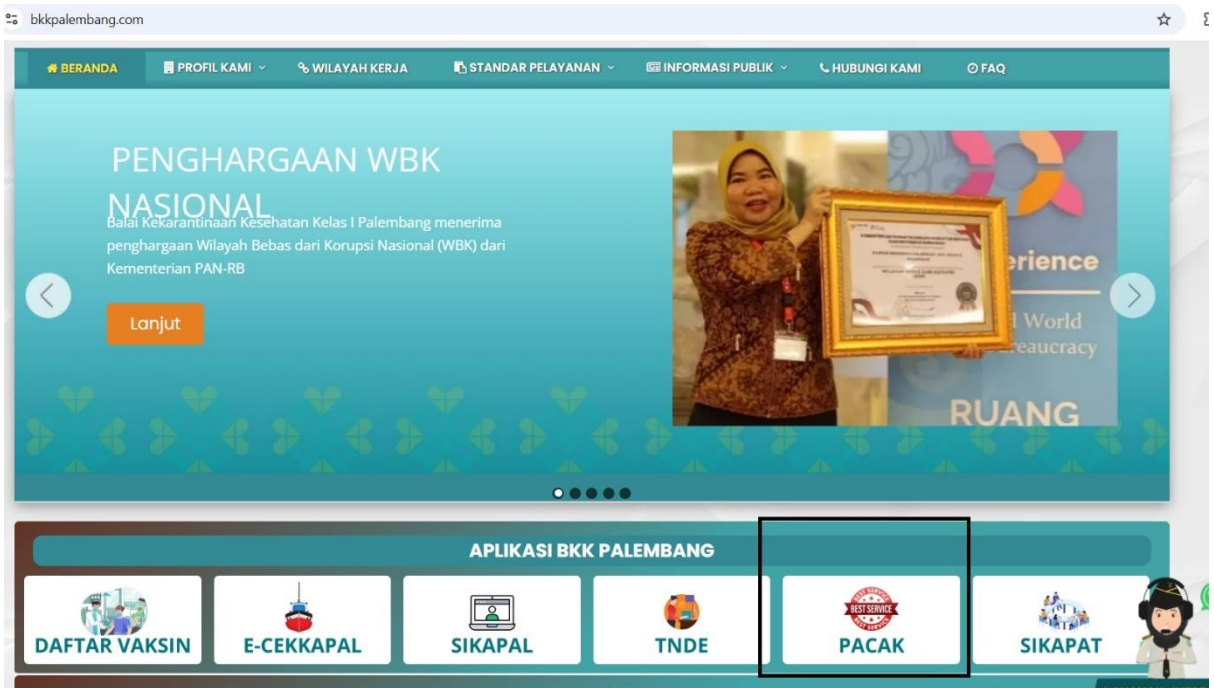 bkkpalembang.com
BERANDA PROFIL KAMI WILAYAH KERJA STANDAR PELAYANAN INFORMASI PUBLIK HUBUNGI KAMI FAQ
PENGHARGAAN WBK
NASIONAL
Balai Kekarantinaan Kesehatan Kelas I Palembang menerima
penghargaan Wilayah Bebas dari Korupsi Nasional (WBK) dari
Kementerian PAN-RB
Lanjut
erience
World
reaucracy
RUANG
APLIKASI BKK PALEMBANG
BEST SERVICE
DAFTAR VAKSIN E-CEKKAPAL SIKAPAL TNDE PACAK SIKAPAT